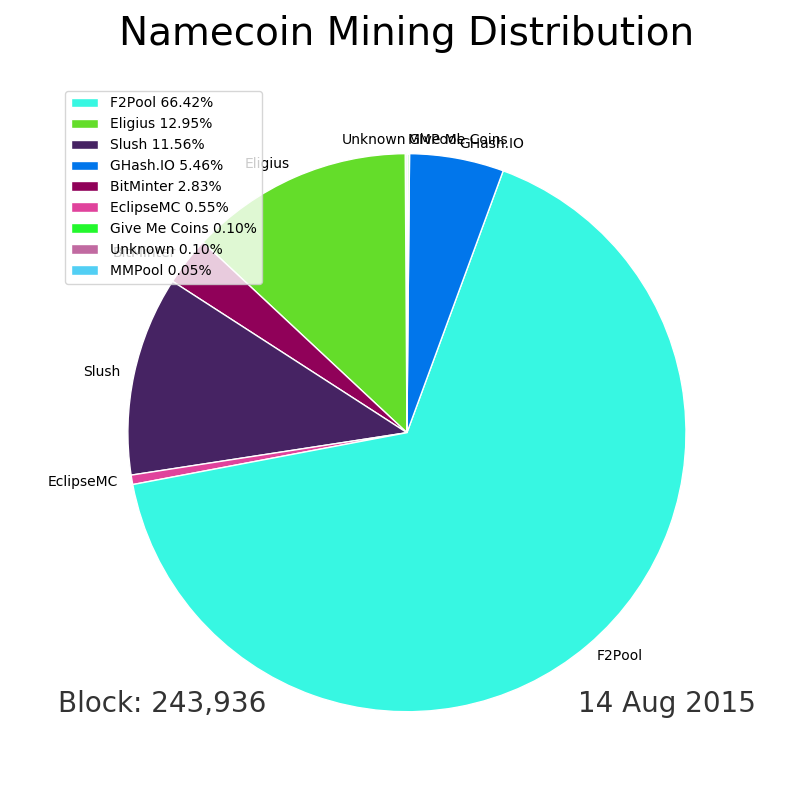 Namecoin Mining Distribution
F2Pool 66.42%
Eligius 12.95%
Slush 11.56%
GHash.IO 5.46%
BitMinter 2.83%
EclipseMC 0.55%
Give Me Coins 0.10%
Unknown 0.10%
MMPool 0.05%
Unknown
MMPool
Give Me Coins
GHash.IO
Eligius
BitMinter
Slush
EclipseMC
F2Pool
Block: 243,936
14 Aug 2015